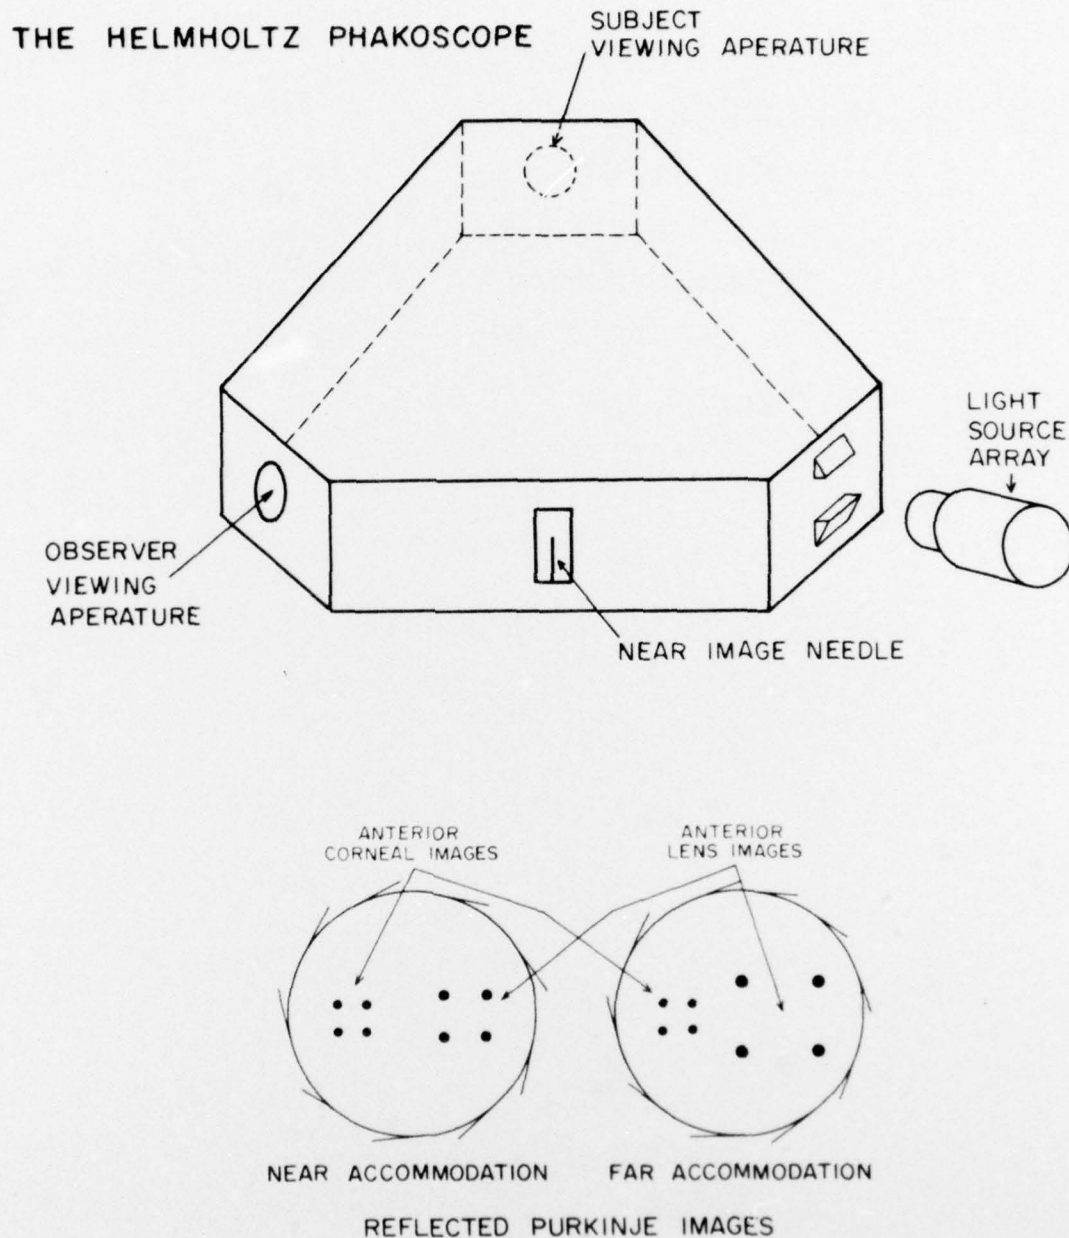 THE HELMHOLTZ PHAKOSCOPE
SUBJECT
VIEWING APERATURE
LIGHT
SOURCE
ARRAY
OBSERVER
VIEWING
APERATURE
NEAR IMAGE NEEDLE
ANTERIOR
CORNEAL IMAGES
ANTERIOR
LENS IMAGES
NEAR ACCOMMODATION
FAR ACCOMMODATION
REFLECTED PURKINJE IMAGES